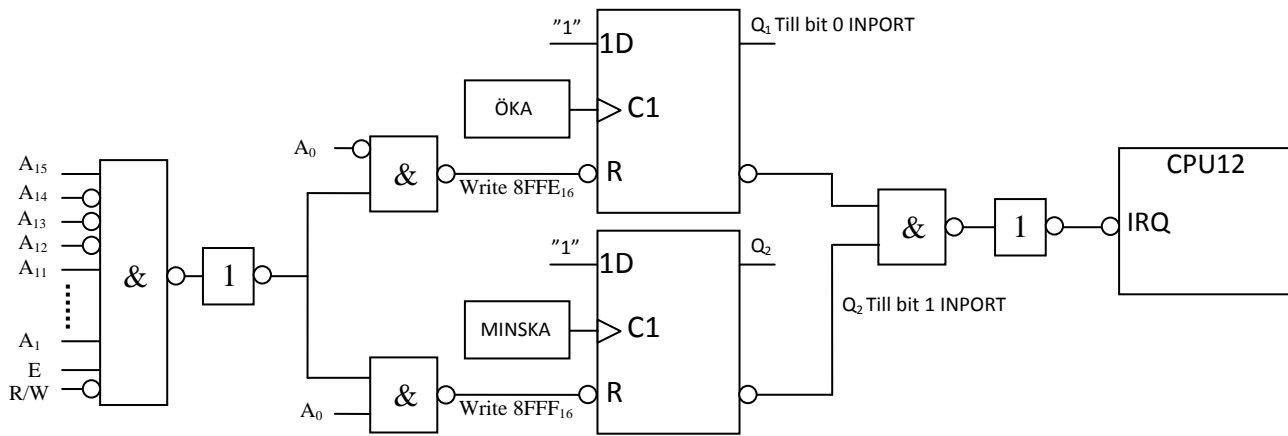 "1"
1D
Q₁ Till bit 0 INPORT
ÖKA
C1
A₀
&
R
Write 8FFE₁₆
A₁₅
A₁₄
A₁₃
A₁₂
A₁₁
A₁
E
R/W
&
1
CPU12
IRQ
&
1
"1"
1D
Q₂
Q₂ Till bit 1 INPORT
MINSKA
C1
&
A₀
R
Write 8FFF₁₆